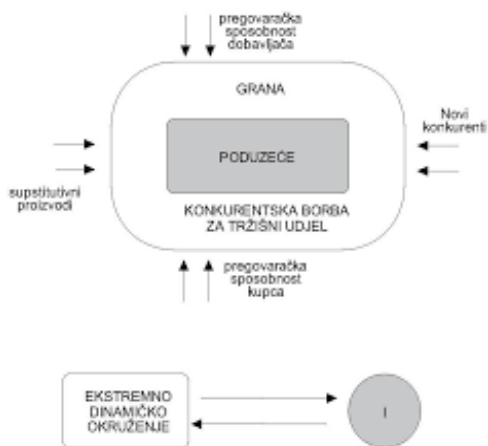 pregovaračka
sposobnost
dobavljača
GRANA
Novi
konkurenti
PODUZEĆE
supstitutivni
proizvodi
KONKURENTSKA BORBA
ZA TRŽIŠNI UDJEL
pregovaračka
sposobnost
kupca
EKSTREMNO
DINAMIČKO
OKRUŽENJE
I